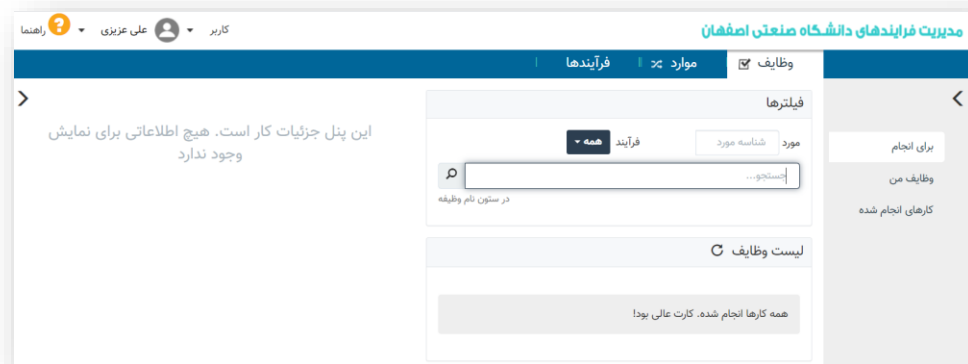 مدیریت فرایندهای دانشگاه صنعتی اصفهان
کاربر
علی عزیزی
راهنما
وظایف
موارد
فرآیندها
برای انجام
وظایف من
کارهای انجام شده
فیلترها
مورد
شناسه مورد
فرآیند
همه
جستجو...
در ستون نام وظیفه
لیست وظایف
همه کارها انجام شده. کارت عالی بود!
این پنل جزئیات کار است. هیچ اطلاعاتی برای نمایش
وجود ندارد